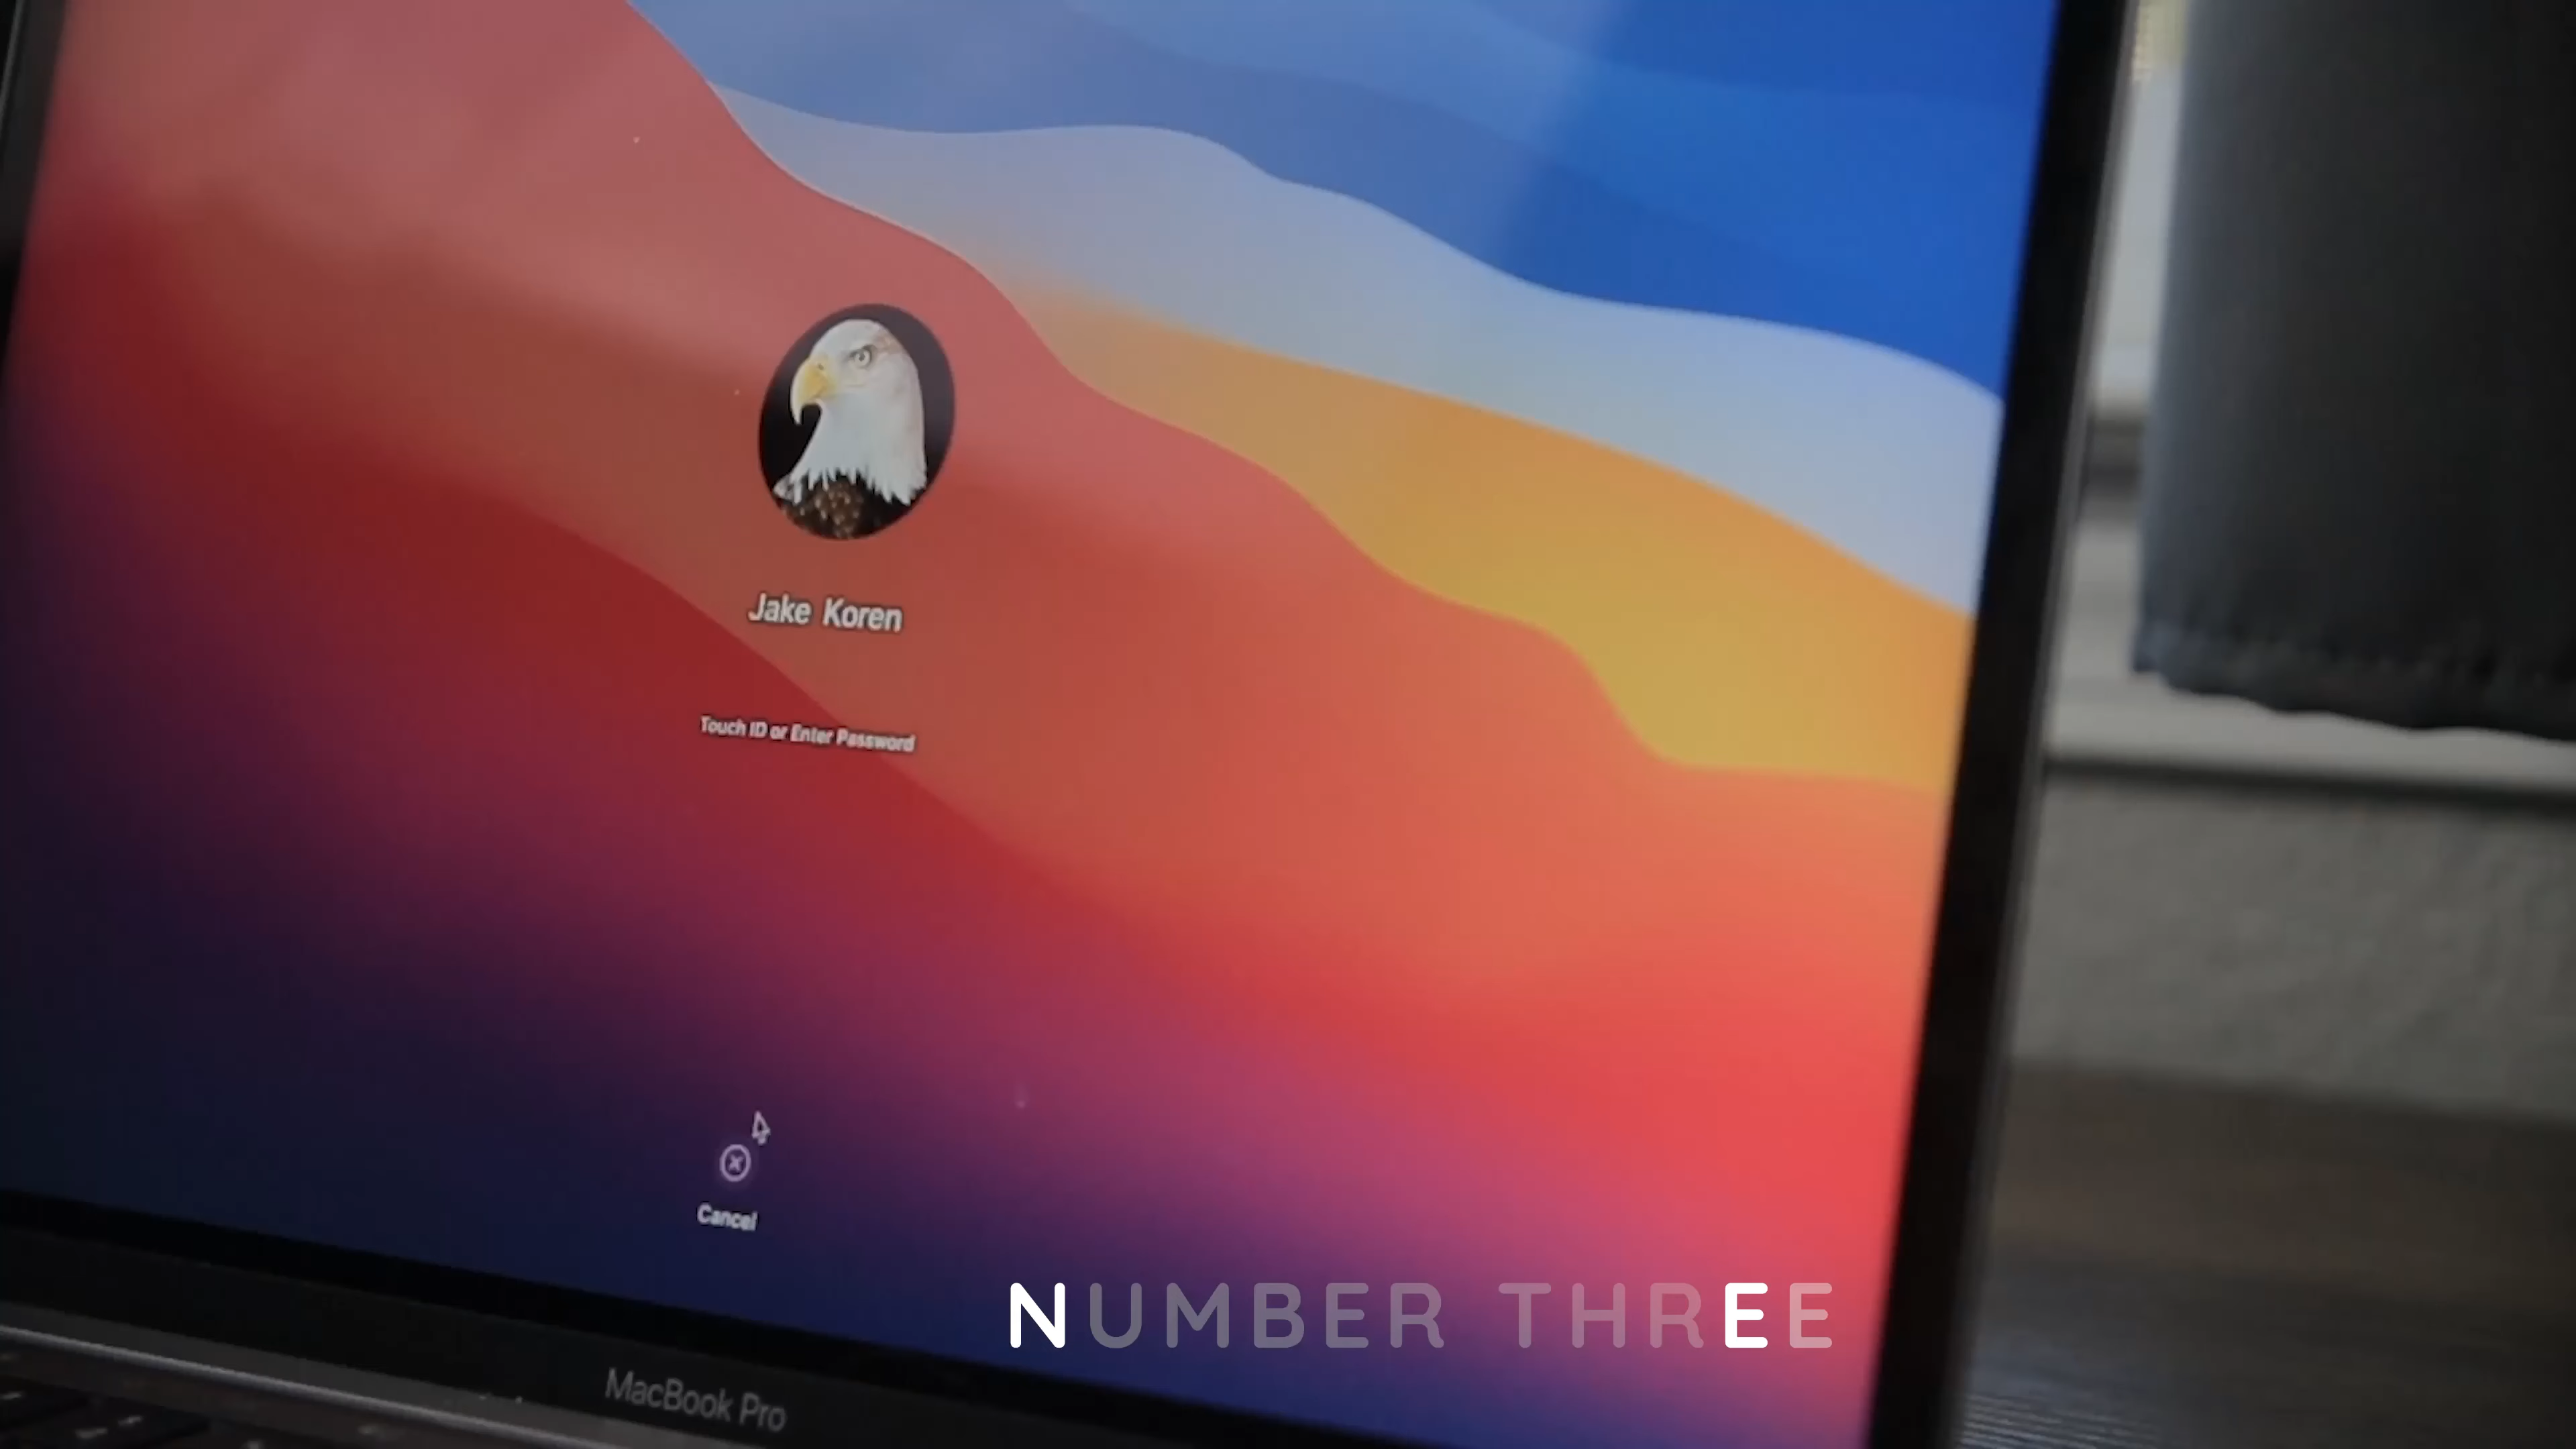 Jake Koren
Touch ID or Enter Password
Cancel
NUMBER THREE
MacBook Pro